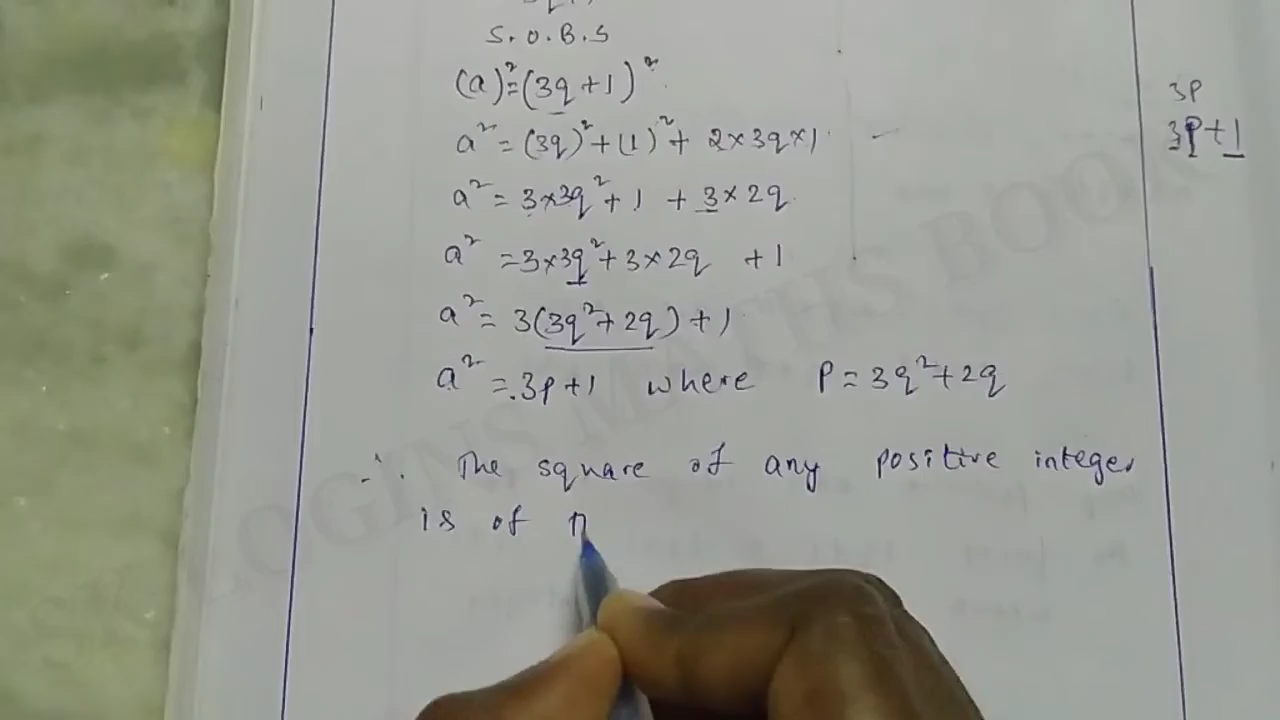 S.O.B.S
(a)² = (3q + 1)²
a² = (3q)² + (1)² + 2×3q×1
a² = 3×3q² + 1 + 3×2q
a² = 3×3q² + 3×2q + 1
a² = 3(3q² + 2q) + 1
a² = 3p+1 where P = 3q² + 2q
∴ The square of any positive integer
is of
3P
3P+1